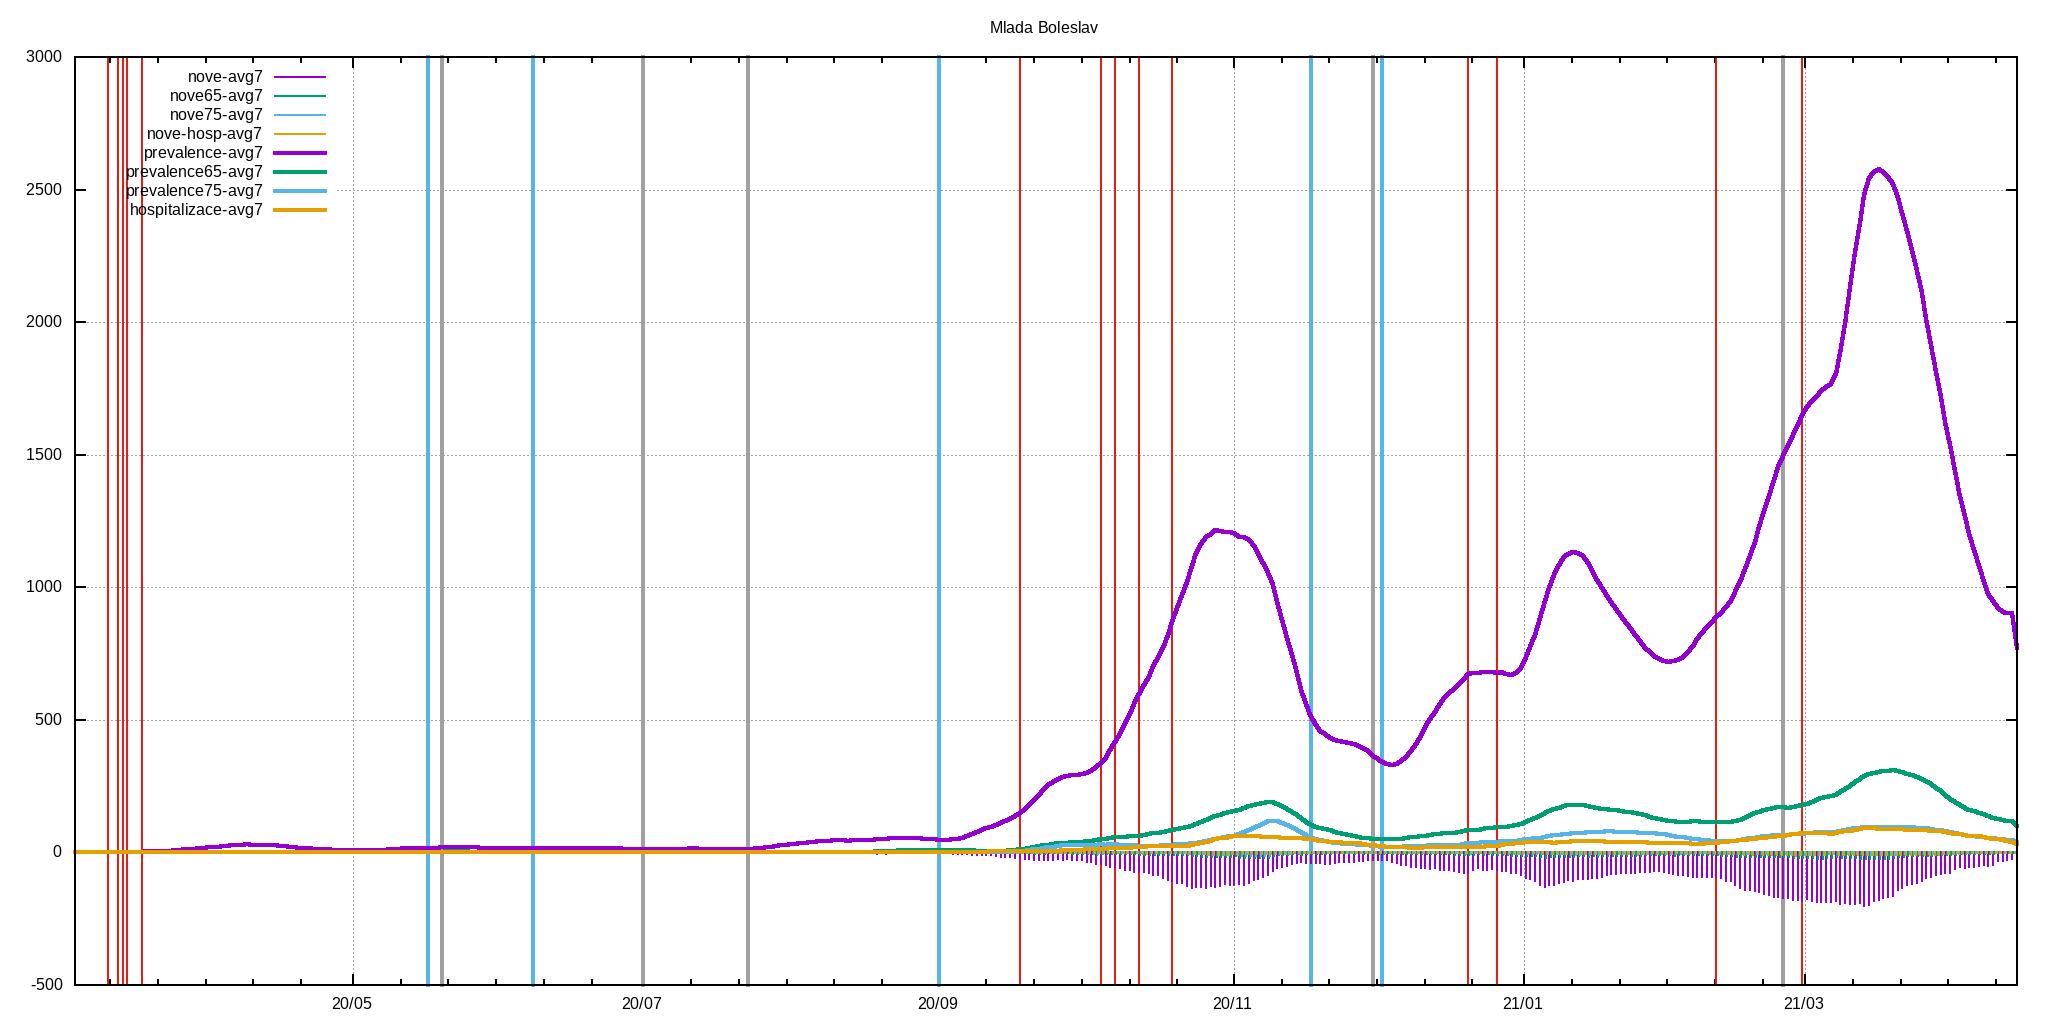 Mlada Boleslav
3000
2500
2000
1500
1000
500
0
-500
nove-avg7
nove65-avg7
nove75-avg7
nove-hosp-avg7
prevalence-avg7
prevalence65-avg7
prevalence75-avg7
hospitalizace-avg7
20/05 20/07 20/09 20/11 21/01 21/03